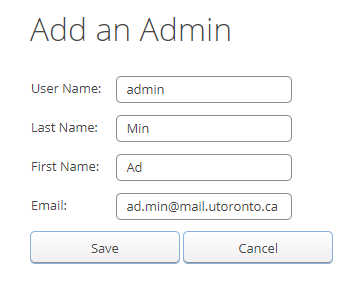 Add an Admin
User Name: admin
Last Name: Min
First Name: Ad
Email: ad.min@mail.utoronto.ca
Save Cancel